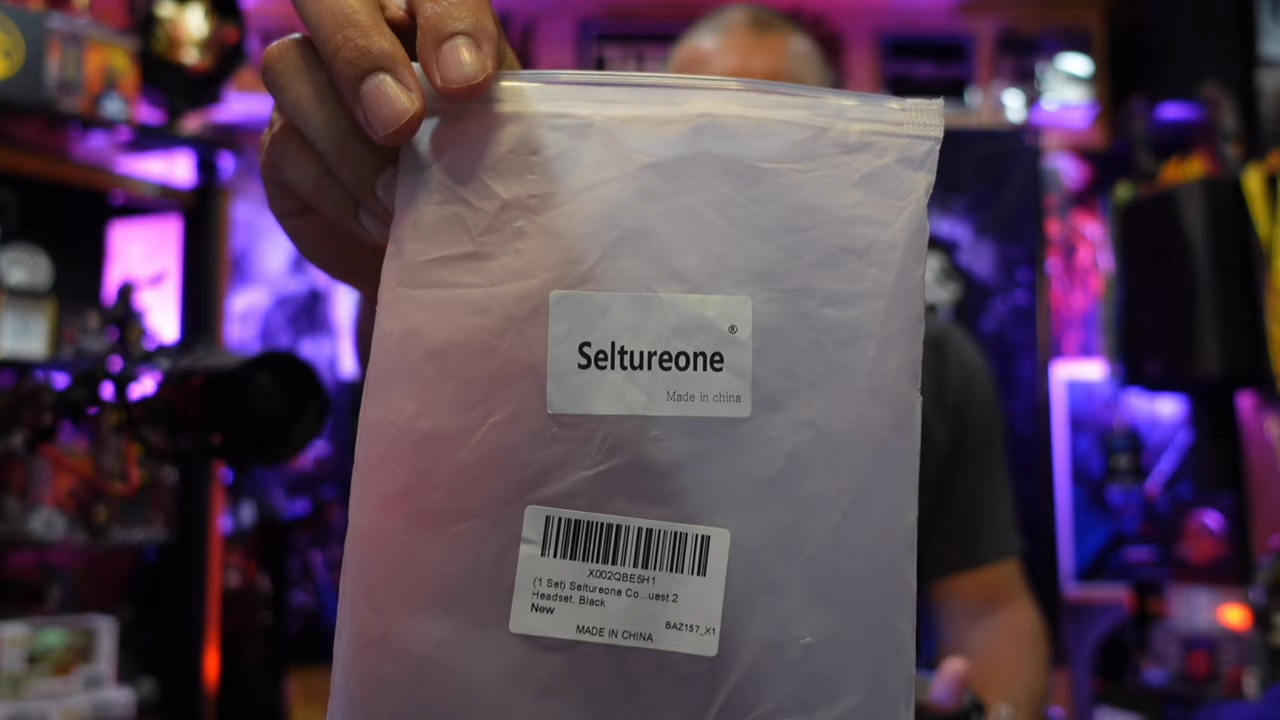 ®
Seltureone
Made in china
X002QBE5H1
(1 Set) Seltureone Co...uest 2
Headset, Black
New
BAZ157_X1
MADE IN CHINA